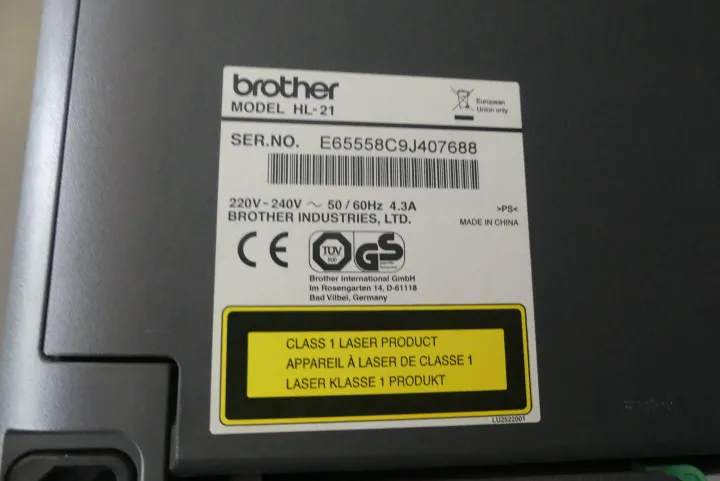 brother
MODEL HL-21
European
Union only
SER.NO. E65558C9J407688
220V-240V ～ 50/60Hz 4.3A
BROTHER INDUSTRIES, LTD.
>PS<
MADE IN CHINA
CE
TÜV
GS
Brother International GmbH
Im Rosengarten 14, D-61118
Bad Vilbel, Germany
CLASS 1 LASER PRODUCT
APPAREIL À LASER DE CLASSE 1
LASER KLASSE 1 PRODUKT
LU2522001